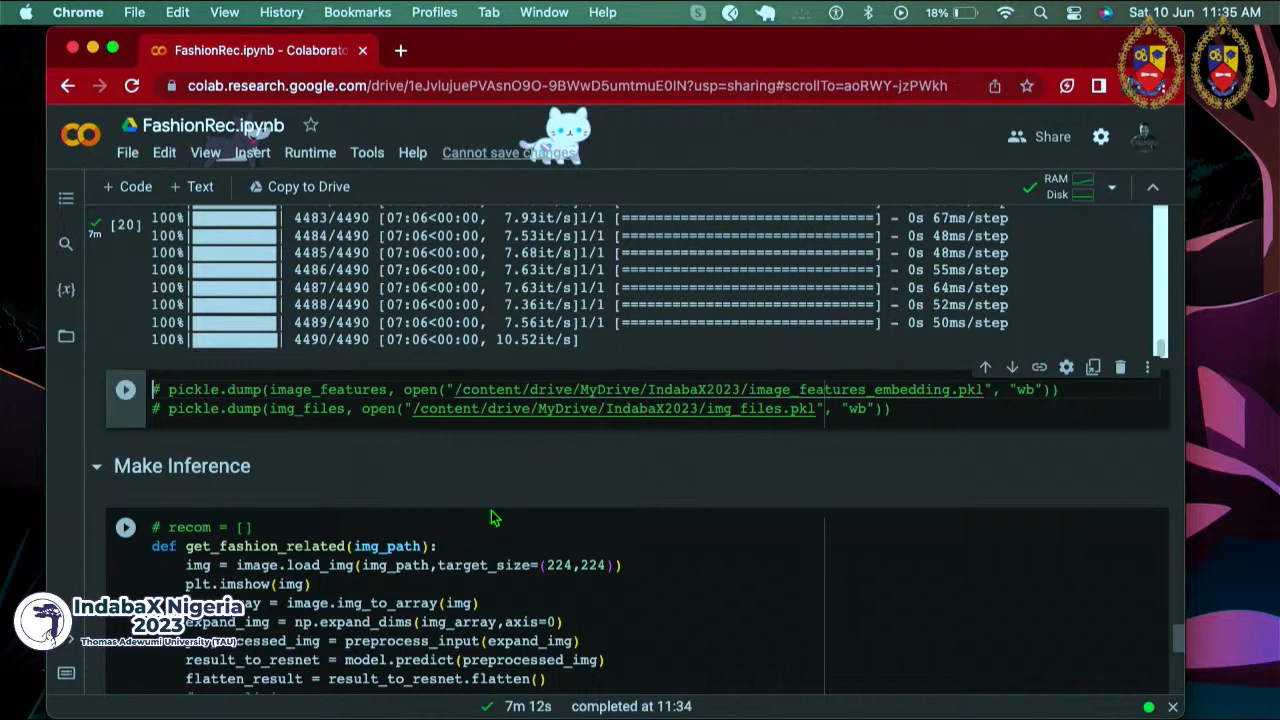 Chrome File Edit View History Bookmarks Profiles Tab Window Help 18% Sat 10 Jun 11:35 AM
FashionRec.ipynb - Colaborato
colab.research.google.com/drive/1eJvlujuePVAsnO9O-9BWwD5umtmuE0lN?usp=sharing#scrollTo=aoRWY-jzPWkh
FashionRec.ipynb
File Edit View Insert Runtime Tools Help Cannot save changes
Share
+ Code + Text Copy to Drive
RAM
Disk
7m
[20]
100% 4483/4490 [07:06<00:00, 7.93it/s]1/1 [==============================] - 0s 67ms/step
100% 4484/4490 [07:06<00:00, 7.53it/s]1/1 [==============================] - 0s 48ms/step
100% 4485/4490 [07:06<00:00, 7.68it/s]1/1 [==============================] - 0s 48ms/step
100% 4486/4490 [07:06<00:00, 7.63it/s]1/1 [==============================] - 0s 55ms/step
100% 4487/4490 [07:06<00:00, 7.63it/s]1/1 [==============================] - 0s 64ms/step
100% 4488/4490 [07:06<00:00, 7.36it/s]1/1 [==============================] - 0s 52ms/step
100% 4489/4490 [07:06<00:00, 7.56it/s]1/1 [==============================] - 0s 50ms/step
100% 4490/4490 [07:06<00:00, 10.52it/s]
# pickle.dump(image_features, open("/content/drive/MyDrive/IndabaX2023/image_features_embedding.pkl", "wb"))
# pickle.dump(img_files, open("/content/drive/MyDrive/IndabaX2023/img_files.pkl", "wb"))
Make Inference
# recom = []
def get_fashion_related(img_path):
img = image.load_img(img_path,target_size=(224,224))
plt.imshow(img)
ay = image.img_to_array(img)
expand_img = np.expand_dims(img_array,axis=0)
essed_img = preprocess_input(expand_img)
result_to_resnet = model.predict(preprocessed_img)
flatten_result = result_to_resnet.flatten()
IndabaX Nigeria
2023
Thomas Adewumi University (TAU)
7m 12s completed at 11:34